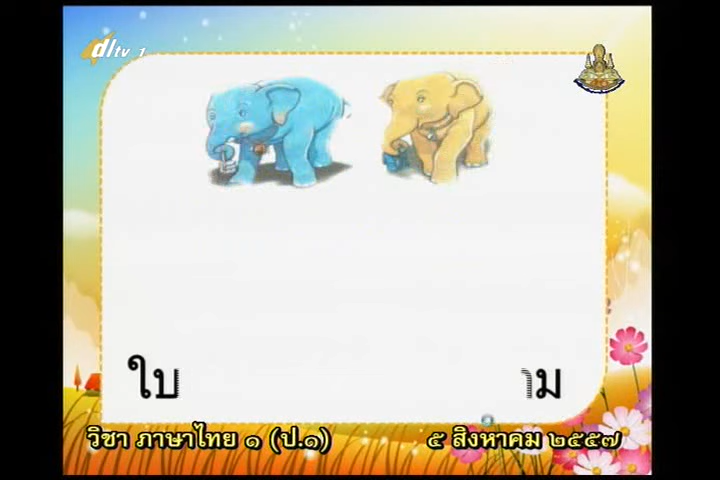 dltv 1
ใบ
วิชา ภาษาไทย ๑ (ป.๑) ๕ สิงหาคม ๒๕๕๗